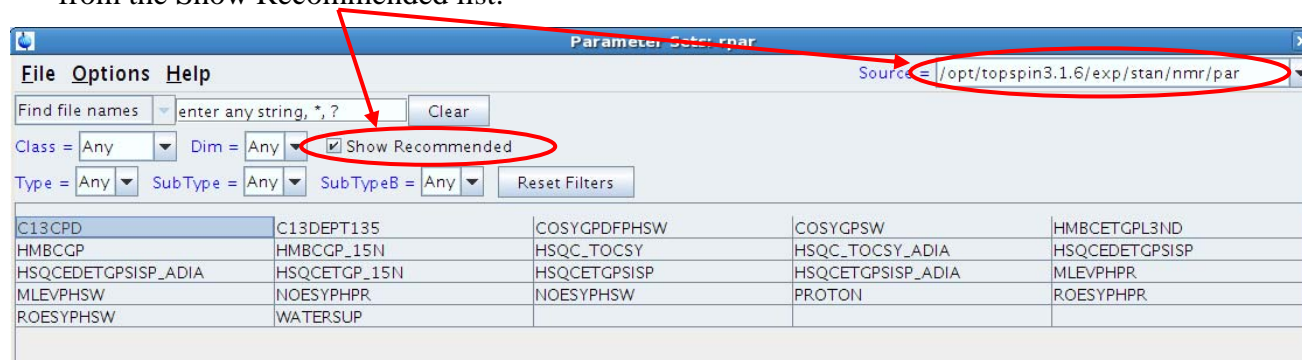 from the Show Recommended list.
Parameter Sets: rpar
File Options Help Source = /opt/topspin3.1.6/exp/stan/nmr/par
Find file names enter any string, *, ? Clear
Class = Any Dim = Any Show Recommended
Type = Any SubType = Any SubTypeB = Any Reset Filters
C13CPD C13DEPT135 COSYGPDFPHSW COSYGPSW HMBCETGPL3ND
HMBCGP HMBCGP_15N HSQC_TOCSY HSQC_TOCSY_ADIA HSQCEDETGPSISP
HSQCEDETGPSISP_ADIA HSQCETGP_15N HSQCETGPSISP HSQCETGPSISP_ADIA MLEVPHPR
MLEVPHSW NOESYPHPR NOESYPHSW PROTON ROESYPHPR
ROESYPHSW WATERSUP